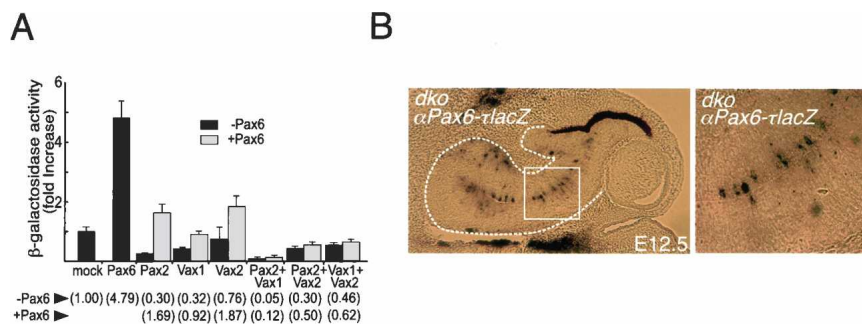 A
B
β-galactosidase activity
(fold Increase)
6
4
2
-Pax6
+Pax6
mock Pax6 Pax2 Vax1 Vax2 Pax2+ Pax2+ Vax1+
Vax1 Vax2 Vax2
-Pax6 ▶ (1.00) (4.79) (0.30) (0.32) (0.76) (0.05) (0.30) (0.46)
+Pax6 ▶ (1.69) (0.92) (1.87) (0.12) (0.50) (0.62)
dko
αPax6-τlacZ
E12.5
dko
αPax6-τlacZ